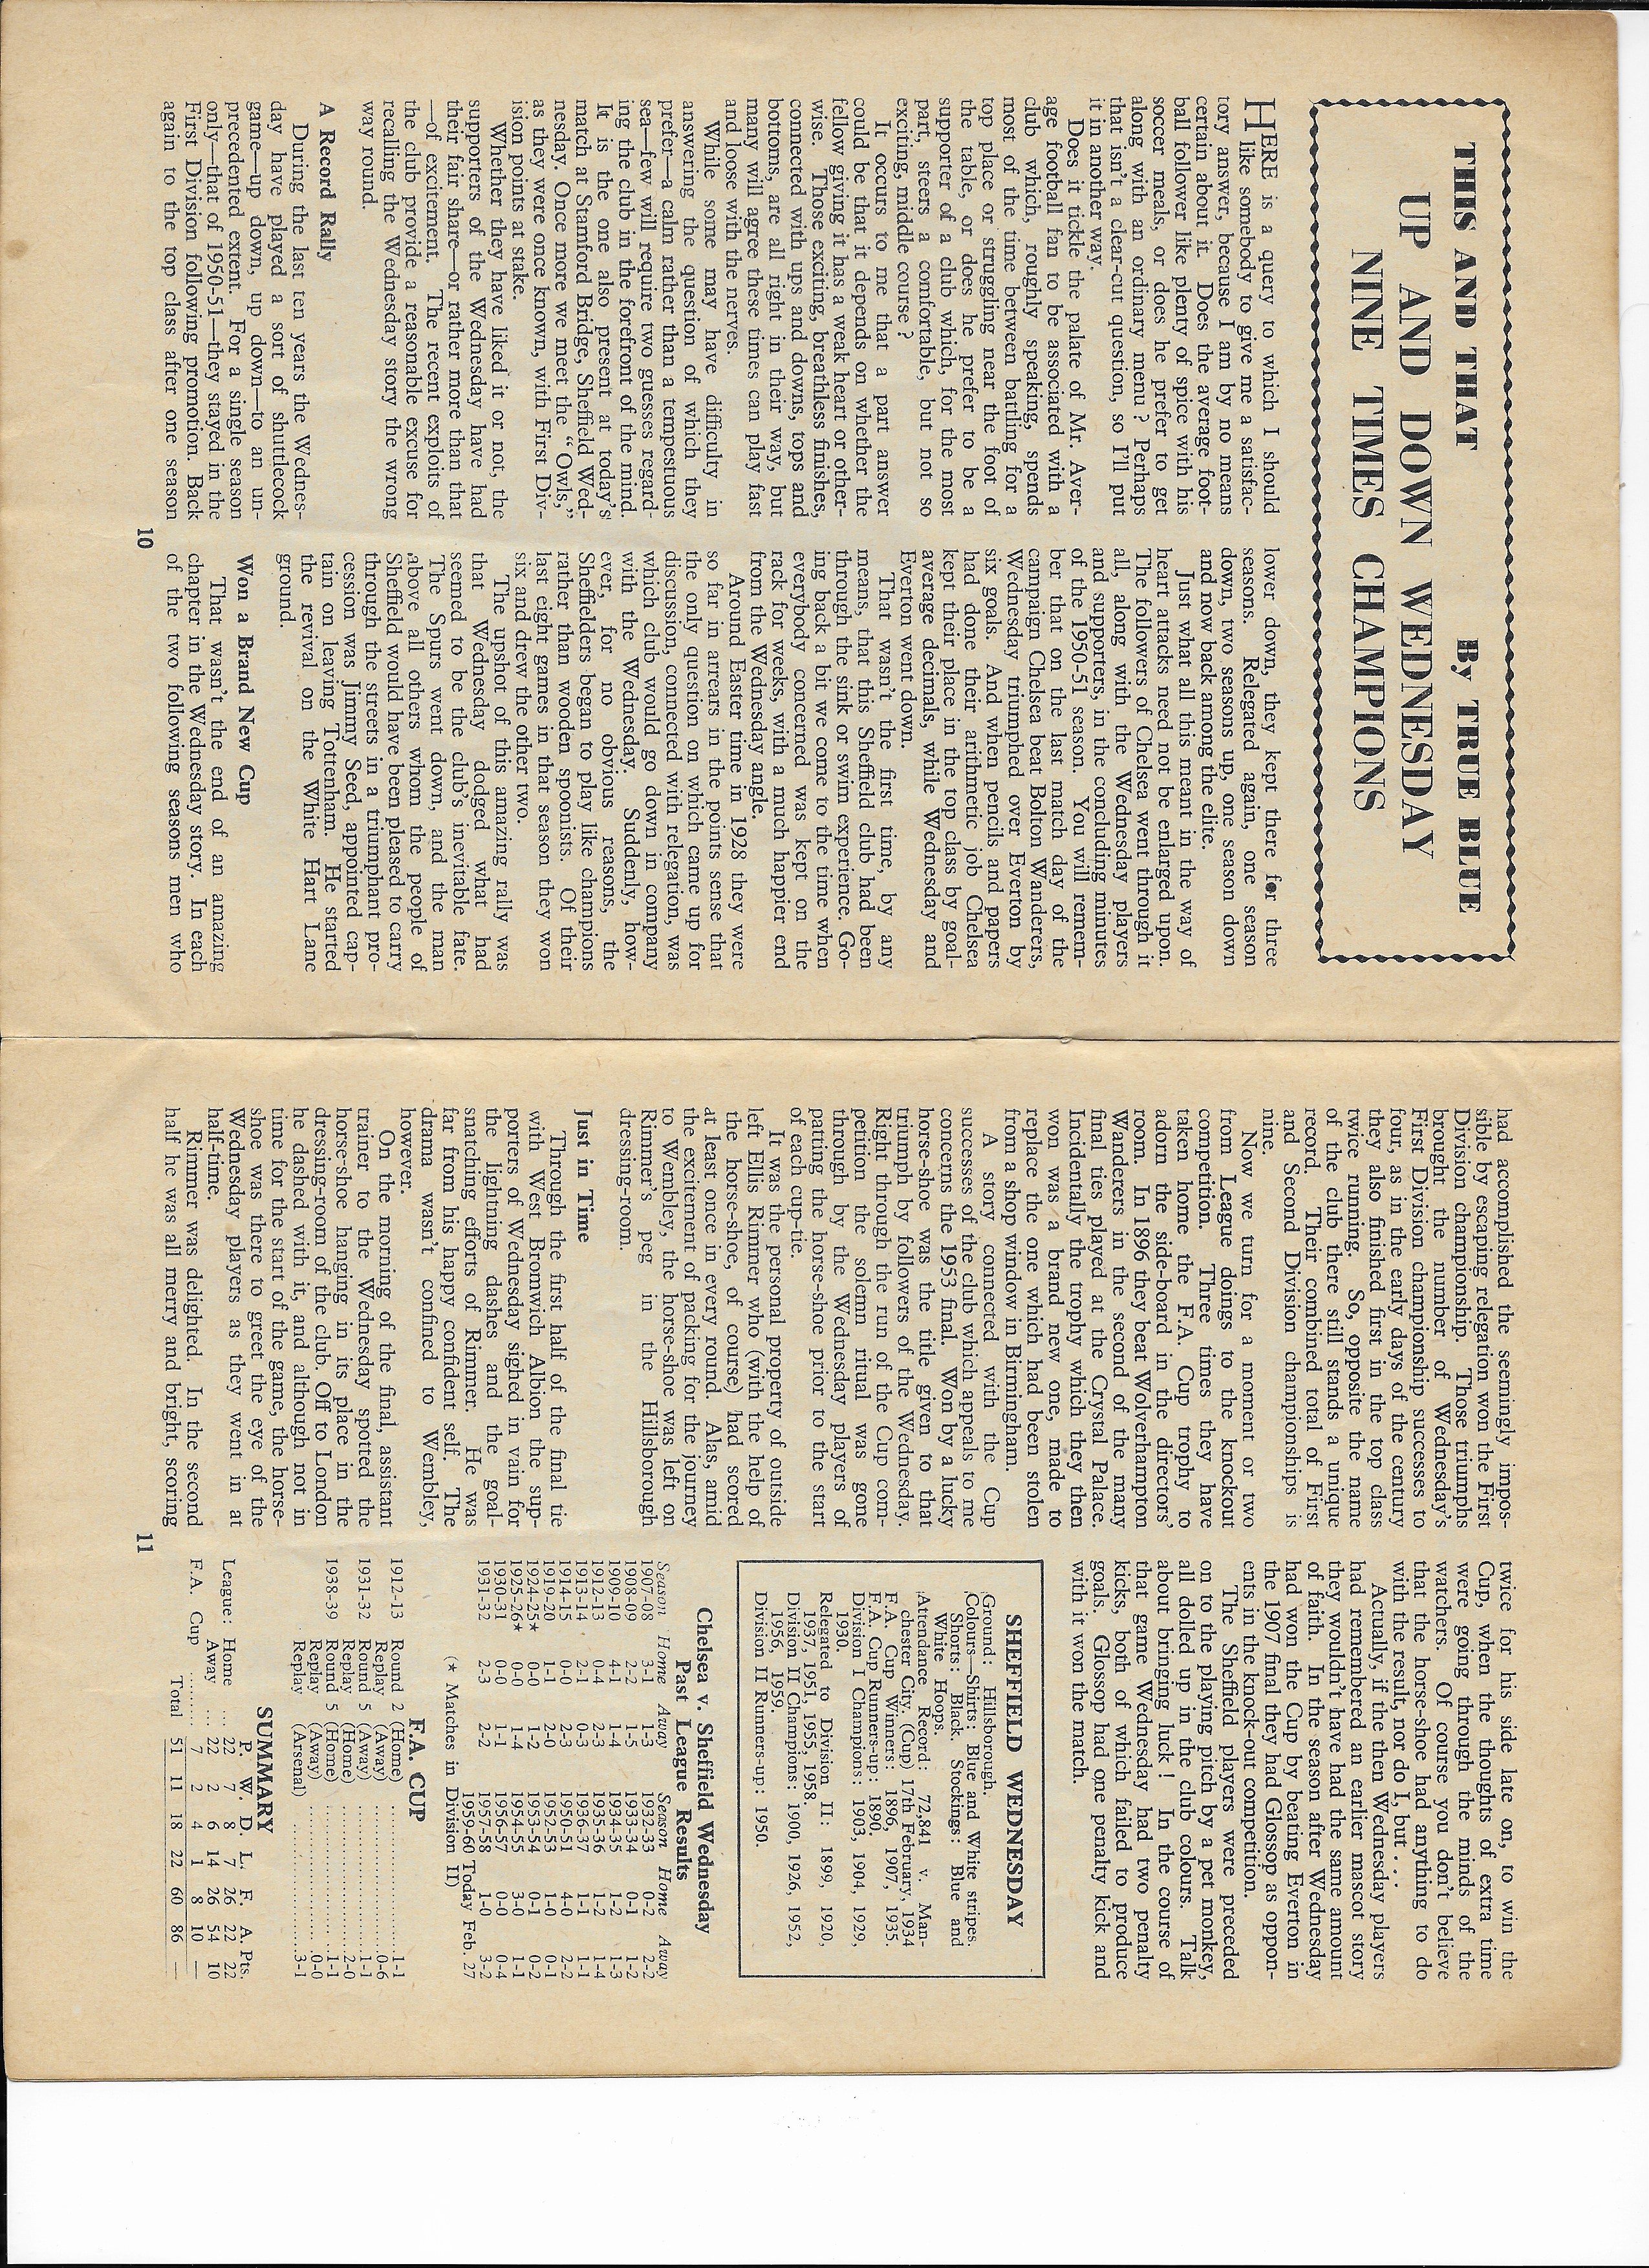 THIS AND THAT By TRUE BLUE
UP AND DOWN WEDNESDAY
NINE TIMES CHAMPIONS
HERE is a query to which I should
like somebody to give me a satisfac-
tory answer, because I am by no means
certain about it. Does the average foot-
ball follower like plenty of spice with his
soccer meals, or does he prefer to get
along with an ordinary menu? Perhaps
that isn't a clear-cut question, so I'll put
it in another way.
Does it tickle the palate of Mr. Aver-
age football fan to be associated with a
club which, roughly speaking, spends
most of the time between battling for a
top place or struggling near the foot of
the table, or does he prefer to be a
supporter of a club which, for the most
part, steers a comfortable, but not so
exciting, middle course?
It occurs to me that a part answer
could be that it depends on whether the
fellow giving it has a weak heart or other-
wise. Those exciting, breathless finishes,
connected with ups and downs, tops and
bottoms, are all right in their way, but
many will agree these times can play fast
and loose with the nerves.
While some may have difficulty in
answering the question of which they
prefer—a calm rather than a tempestuous
sea—few will require two guesses regard-
ing the club in the forefront of the mind.
It is the one also present at today's
match at Stamford Bridge, Sheffield Wed-
nesday. Once more we meet the "Owls,"
as they were once known, with First Div-
ision points at stake.
Whether they have liked it or not, the
supporters of the Wednesday have had
their fair share—or rather more than that
—of excitement. The recent exploits of
the club provide a reasonable excuse for
recalling the Wednesday story the wrong
way round.
A Record Rally
During the last ten years the Wednes-
day have played a sort of shuttlecock
game—up down, up down—to an un-
precedented extent. For a single season
only—that of 1950-51—they stayed in the
First Division following promotion. Back
again to the top class after one season
10
lower down, they kept there for three
seasons. Relegated again, one season
down, two seasons up, one season down
and now back among the elite.
Just what all this meant in the way of
heart attacks need not be enlarged upon.
The followers of Chelsea went through it
all, along with the Wednesday players
and supporters, in the concluding minutes
of the 1950-51 season. You will remem-
ber that on the last match day of the
campaign Chelsea beat Bolton Wanderers,
Wednesday triumphed over Everton by
six goals. And when pencils and papers
had done their arithmetic job Chelsea
kept their place in the top class by goal-
average decimals, while Wednesday and
Everton went down.
That wasn't the first time, by any
means, that this Sheffield club had been
through the sink or swim experience. Go-
ing back a bit we come to the time when
everybody concerned was kept on the
rack for weeks, with a much happier end
from the Wednesday angle.
Around Easter time in 1928 they were
so far in arrears in the points sense that
the only question on which came up for
discussion, connected with relegation, was
which club would go down in company
with the Wednesday. Suddenly, how-
ever, for no obvious reasons, the
Sheffielders began to play like champions
rather than wooden spoonists. Of their
last eight games in that season they won
six and drew the other two.
The upshot of this amazing rally was
that Wednesday dodged what had
seemed to be the club's inevitable fate.
The Spurs went down, and the man
above all others whom the people of
Sheffield would have been pleased to carry
through the streets in a triumphant pro-
cession was Jimmy Seed, appointed cap-
tain on leaving Tottenham. He started
the revival on the White Hart Lane
ground.
Won a Brand New Cup
That wasn't the end of an amazing
chapter in the Wednesday story. In each
of the two following seasons men who
had accomplished the seemingly impos-
sible by escaping relegation won the First
Division championship. Those triumphs
brought the number of Wednesday's
First Division championship successes to
four, as in the early days of the century
they also finished first in the top class
twice running. So, opposite the name
of the club there still stands a unique
record. Their combined total of First
and Second Division championships is
nine.
Now we turn for a moment or two
from League doings to the knockout
competition. Three times they have
taken home the F.A. Cup trophy to
adorn the side-board in the directors'
room. In 1896 they beat Wolverhampton
Wanderers in the second of the many
final ties played at the Crystal Palace.
Incidentally the trophy which they then
won was a brand new one, made to
replace the one which had been stolen
from a shop window in Birmingham.
A story connected with the Cup
successes of the club which appeals to me
concerns the 1953 final. Won by a lucky
horse-shoe was the title given to that
triumph by followers of the Wednesday.
Right through the run of the Cup com-
petition the solemn ritual was gone
through by the Wednesday players of
patting the horse-shoe prior to the start
of each cup-tie.
It was the personal property of outside
left Ellis Rimmer who (with the help of
the horse-shoe, of course) had scored
at least once in every round. Alas, amid
the excitement of packing for the journey
to Wembley, the horse-shoe was left on
Rimmer's peg in the Hillsborough
dressing-room.
Just in Time
Through the first half of the final tie
with West Bromwich Albion the sup-
porters of Wednesday sighed in vain for
the lightning dashes and the goal-
snatching efforts of Rimmer. He was
far from his happy confident self. The
drama wasn't confined to Wembley,
however.
On the morning of the final, assistant
trainer to the Wednesday spotted the
horse-shoe hanging in its place in the
dressing-room of the club. Off to London
he dashed with it, and although not in
time for the start of the game, the horse-
shoe was there to greet the eye of the
Wednesday players as they went in at
half-time.
Rimmer was delighted. In the second
half he was all merry and bright, scoring
11
twice for his side late on, to win the
Cup, when the thoughts of extra time
were going through the minds of the
watchers. Of course you don't believe
that the horse-shoe had anything to do
with the result, nor do I, but . . .
Actually, if the then Wednesday players
had remembered an earlier mascot story
they wouldn't have had the same amount
of faith. In the season after Wednesday
had won the Cup by beating Everton in
the 1907 final they had Glossop as oppon-
ents in the knock-out competition.
The Sheffield players were preceded
on to the playing pitch by a pet monkey,
all dolled up in the club colours. Talk
about bringing luck! In the course of
that game Wednesday had two penalty
kicks, both of which failed to produce
goals. Glossop had one penalty kick and
with it won the match.
SHEFFIELD WEDNESDAY
Ground: Hillsborough.
Colours—Shirts: Blue and White stripes.
Shorts: Black. Stockings: Blue and
White Hoops.
Attendance Record: 72,841 v. Man-
chester City. (Cup) 17th February, 1934
F.A. Cup Winners: 1896, 1907, 1935.
F.A. Cup Runners-up: 1890.
Division I Champions: 1903, 1904, 1929,
1930.
Relegated to Division II: 1899, 1920,
1937, 1951, 1955, 1958.
Division II Champions: 1900, 1926, 1952,
1956, 1959.
Division II Runners-up: 1950.
Chelsea v. Sheffield Wednesday
Past League Results
Season Home Away Season Home Away
1907-08 3-1 1-3 1932-33 0-2 2-2
1908-09 2-2 1-5 1933-34 0-1 1-2
1909-10 4-1 1-4 1934-35 1-2 1-3
1912-13 0-4 2-3 1935-36 1-2 1-4
1913-14 2-1 0-3 1936-37 1-1 1-1
1914-15 0-0 2-3 1950-51 4-0 2-2
1919-20 1-1 2-0 1952-53 1-0 0-1
1924-25* 0-0 1-2 1953-54 0-1 0-2
1925-26* 0-0 1-4 1954-55 3-0 1-1
1930-31 0-0 1-1 1956-57 0-0 0-4
1931-32 2-3 2-2 1957-58 1-0 3-2
1959-60 Today Feb. 27
(* Matches in Division II)
F.A. CUP
1912-13 Round 2 (Home) ........ 1-1
Replay (Away) ........ 0-6
1931-32 Round 5 (Away) ........ 1-1
Replay (Home) ........ 2-0
1938-39 Round 5 (Home) ........ 1-1
Replay (Away) ........ 0-0
Replay (Arsenal) ........ 3-1
SUMMARY
P. W. D. L. F. A. Pts.
League: Home ... 22 7 8 7 26 22 22
Away ... 22 2 6 14 26 54 10
F.A. Cup ........ 7 2 4 1 8 10 —
Total 51 11 18 22 60 86 —